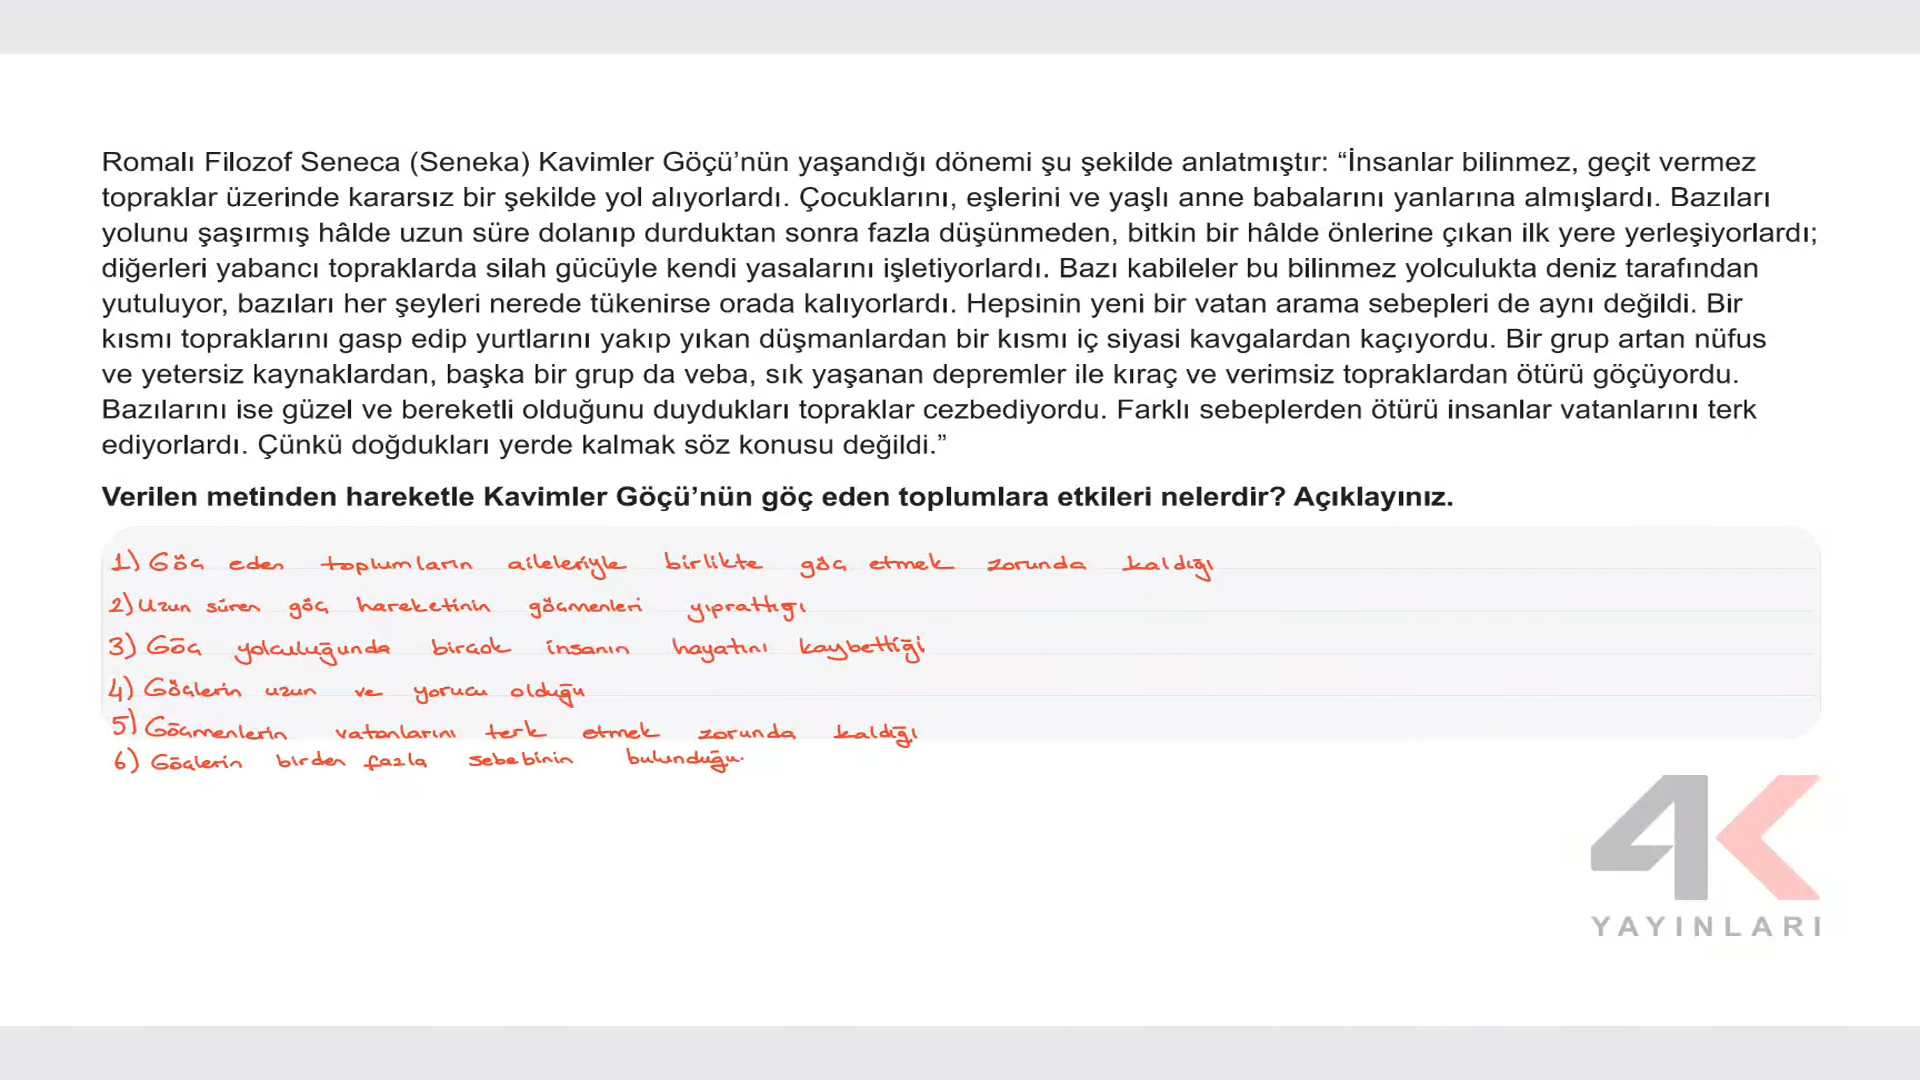 Romalı Filozof Seneca (Seneka) Kavimler Göçü’nün yaşandığı dönemi şu şekilde anlatmıştır: “İnsanlar bilinmez, geçit vermez
topraklar üzerinde kararsız bir şekilde yol alıyorlardı. Çocuklarını, eşlerini ve yaşlı anne babalarını yanlarına almışlardı. Bazıları
yolunu şaşırmış hâlde uzun süre dolanıp durduktan sonra fazla düşünmeden, bitkin bir hâlde önlerine çıkan ilk yere yerleşiyorlardı;
diğerleri yabancı topraklarda silah gücüyle kendi yasalarını işletiyorlardı. Bazı kabileler bu bilinmez yolculukta deniz tarafından
yutuluyor, bazıları her şeyleri nerede tükenirse orada kalıyorlardı. Hepsinin yeni bir vatan arama sebepleri de aynı değildi. Bir
kısmı topraklarını gasp edip yurtlarını yakıp yıkan düşmanlardan bir kısmı iç siyasi kavgalardan kaçıyordu. Bir grup artan nüfus
ve yetersiz kaynaklardan, başka bir grup da veba, sık yaşanan depremler ile kıraç ve verimsiz topraklardan ötürü göçüyordu.
Bazılarını ise güzel ve bereketli olduğunu duydukları topraklar cezbediyordu. Farklı sebeplerden ötürü insanlar vatanlarını terk
ediyorlardı. Çünkü doğdukları yerde kalmak söz konusu değildi.”
Verilen metinden hareketle Kavimler Göçü’nün göç eden toplumlara etkileri nelerdir? Açıklayınız.
1) Göç eden toplumların aileleriyle birlikte göç etmek zorunda kaldığı
2) Uzun süren göç hareketinin göçmenleri yıprattığı
3) Göç yolculuğunda birçok insanın hayatını kaybettiği
4) Göçlerin uzun ve yorucu olduğu
5) Göçmenlerin vatanlarını terk etmek zorunda kaldığı
6) Göçlerin birden fazla sebebinin bulunduğu.
4K
YAYINLARI